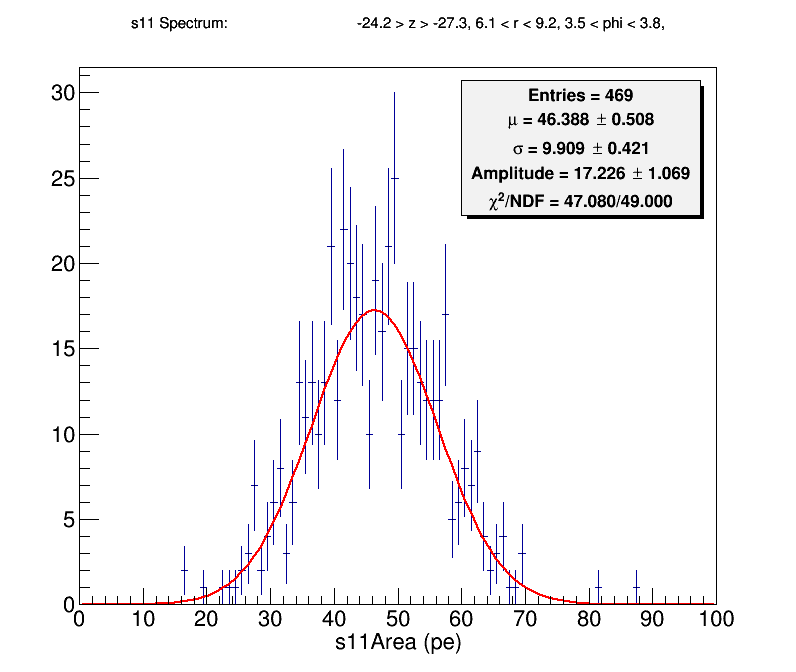 s11 Spectrum: -24.2 > z > -27.3, 6.1 < r < 9.2, 3.5 < phi < 3.8,
Entries = 469
μ = 46.388 ± 0.508
σ = 9.909 ± 0.421
Amplitude = 17.226 ± 1.069
χ²/NDF = 47.080/49.000
30
25
20
15
10
5
0
0 10 20 30 40 50 60 70 80 90 100
s11Area (pe)